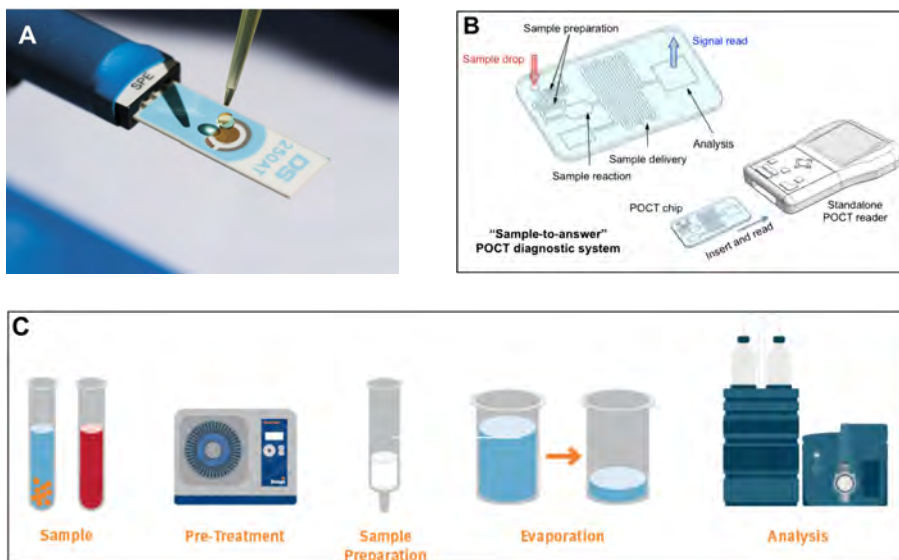 A
SPE
DS
250AT
B
Sample preparation
Sample drop
Signal read
Analysis
Sample delivery
Sample reaction
POCT chip
Standalone
POCT reader
"Sample-to-answer"
POCT diagnostic system
Insert and read
C
Sample
Pre-Treatment
Sample
Preparation
Evaporation
Analysis